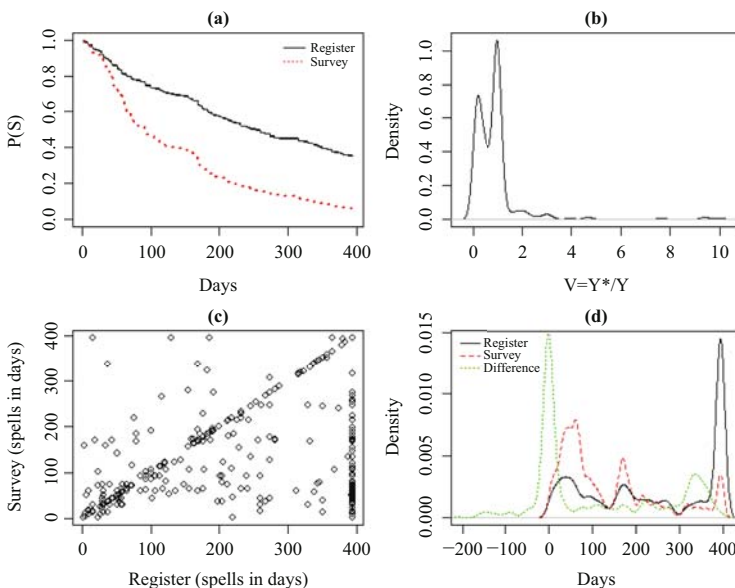 (a)
P(S)
1.0
0.8
0.6
0.4
0.2
0.0
Register
Survey
0
100
200
300
400
Days
(b)
Density
1.0
0.8
0.6
0.4
0.2
0.0
0
2
4
6
8
10
V=Y*/Y
(c)
Survey (spells in days)
400
300
200
100
0
0
100
200
300
400
Register (spells in days)
(d)
Density
0.015
0.010
0.005
0.000
Register
Survey
Difference
−200
−100
0
100
200
300
400
Days